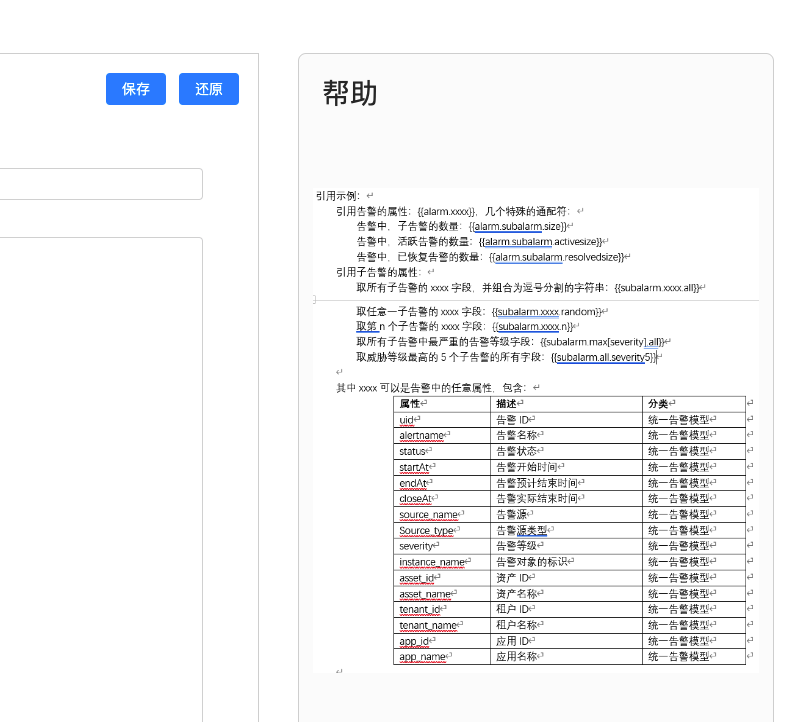 保存 还原
帮助
引用示例：
引用告警的属性：{{alarm.xxxx}}，几个特殊的通配符：
告警中，子告警的数量：{{alarm.subalarm.size}}
告警中，活跃告警的数量：{{alarm.subalarm.activesize}}
告警中，已恢复告警的数量：{{alarm.subalarm.resolvedsize}}
引用子告警的属性：
取所有子告警的 xxxx 字段，并组合为逗号分割的字符串：{{subalarm.xxxx.all}}
取任意一子告警的 xxxx 字段：{{subalarm.xxxx.random}}
取第 n 个子告警的 xxxx 字段：{{subalarm.xxxx.n}}
取所有子告警中最严重的告警等级字段：{{subalarm.max[severity].all}}
取威胁等级最高的 5 个子告警的所有字段：{{subalarm.all.severity5}}
其中 xxxx 可以是告警中的任意属性，包含：
属性 描述 分类
uid 告警 ID 统一告警模型
alertname 告警名称 统一告警模型
status 告警状态 统一告警模型
startAt 告警开始时间 统一告警模型
endAt 告警预计结束时间 统一告警模型
closeAt 告警实际结束时间 统一告警模型
source_name 告警源 统一告警模型
Source_type 告警源类型 统一告警模型
severity 告警等级 统一告警模型
instance_name 告警对象的标识 统一告警模型
asset_id 资产 ID 统一告警模型
asset_name 资产名称 统一告警模型
tenant_id 租户 ID 统一告警模型
tenant_name 租户名称 统一告警模型
app_id 应用 ID 统一告警模型
app_name 应用名称 统一告警模型